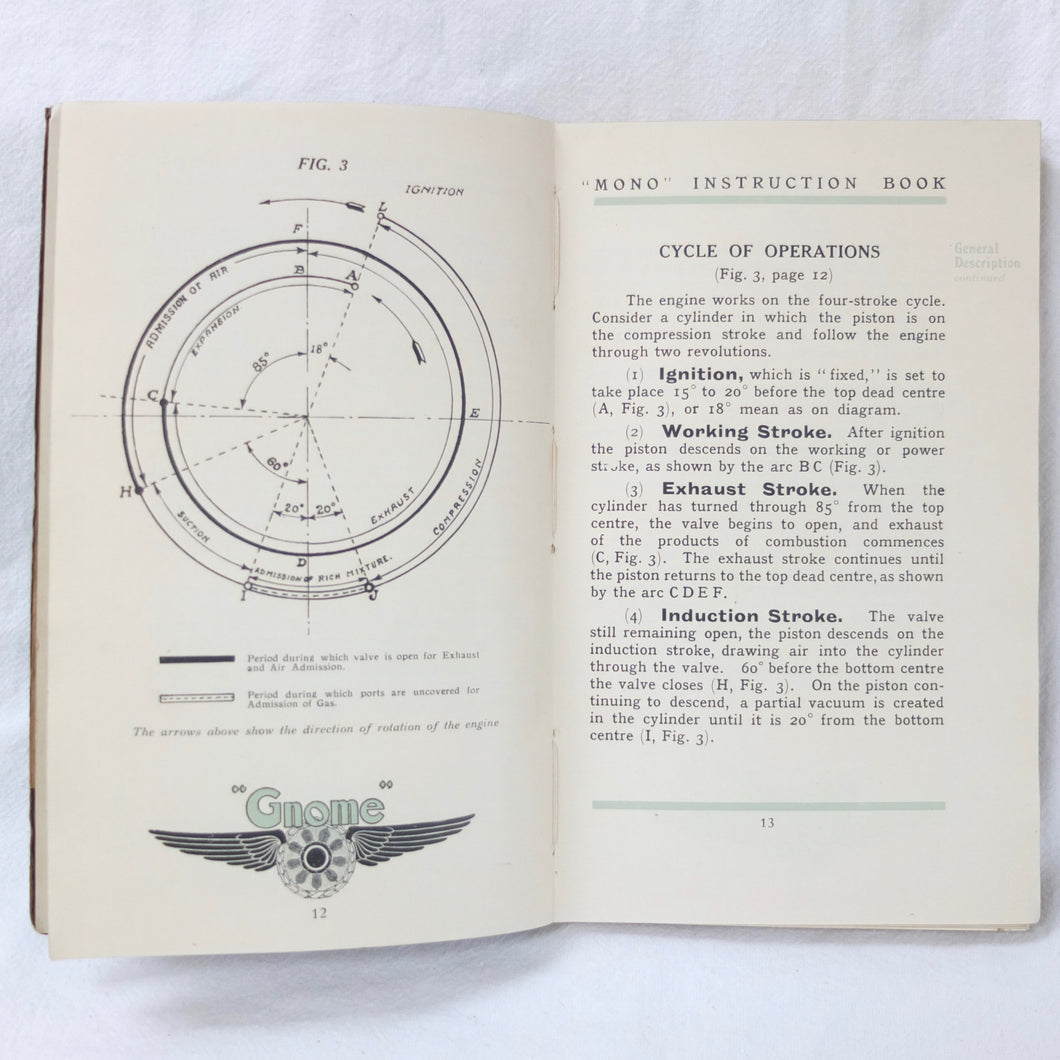 FIG. 3
IGNITION
L
F
B
A
ADMISSION OF AIR
EXPANSION
85°
18°
C
E
H
60°
20° 20°
EXHAUST
COMPRESSION
SUCTION
D
ADMISSION OF RICH MIXTURE.
I
J
Period during which valve is open for Exhaust
and Air Admission.
Period during which ports are uncovered for
Admission of Gas.
The arrows above show the direction of rotation of the engine
"Gnome"
12
"MONO" INSTRUCTION BOOK
General
Description
continued
CYCLE OF OPERATIONS
(Fig. 3, page 12)
The engine works on the four-stroke cycle.
Consider a cylinder in which the piston is on
the compression stroke and follow the engine
through two revolutions.
(1) Ignition, which is "fixed," is set to
take place 15° to 20° before the top dead centre
(A, Fig. 3), or 18° mean as on diagram.
(2) Working Stroke. After ignition
the piston descends on the working or power
stroke, as shown by the arc B C (Fig. 3).
(3) Exhaust Stroke. When the
cylinder has turned through 85° from the top
centre, the valve begins to open, and exhaust
of the products of combustion commences
(C, Fig. 3). The exhaust stroke continues until
the piston returns to the top dead centre, as shown
by the arc C D E F.
(4) Induction Stroke. The valve
still remaining open, the piston descends on the
induction stroke, drawing air into the cylinder
through the valve. 60° before the bottom centre
the valve closes (H, Fig. 3). On the piston con-
tinuing to descend, a partial vacuum is created
in the cylinder until it is 20° from the bottom
centre (I, Fig. 3).
13